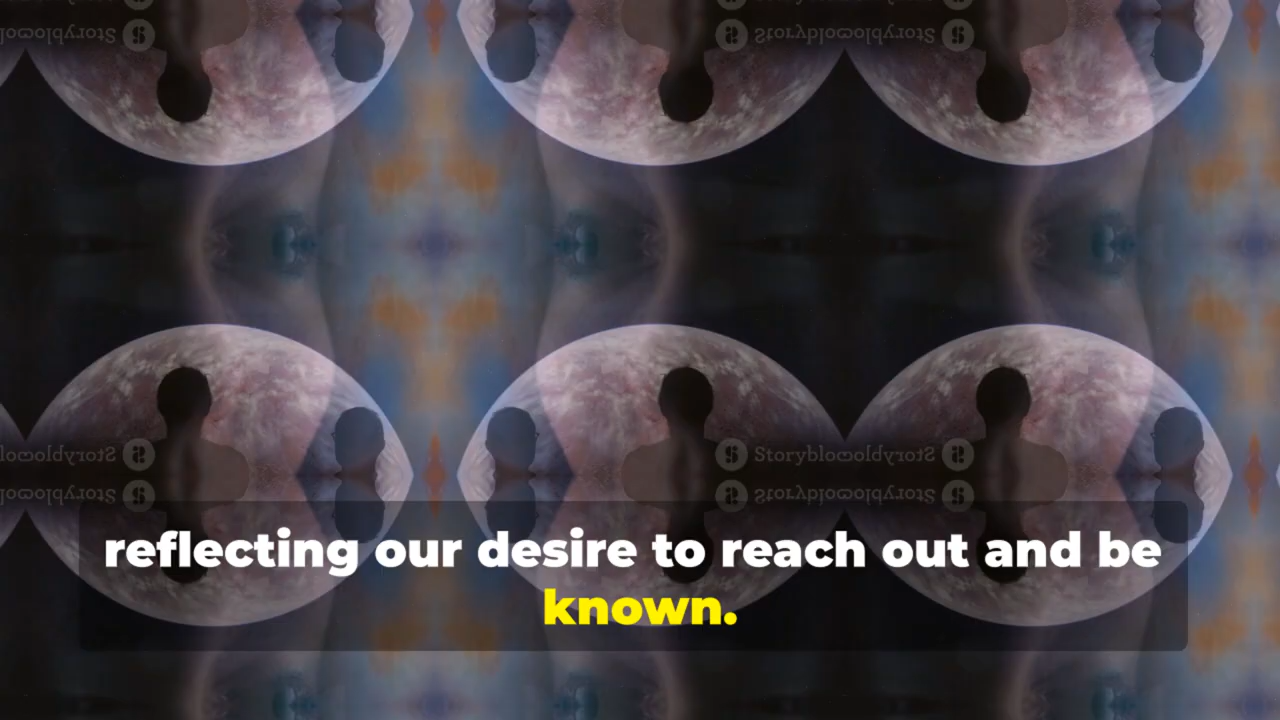 reflecting our desire to reach out and be
known.